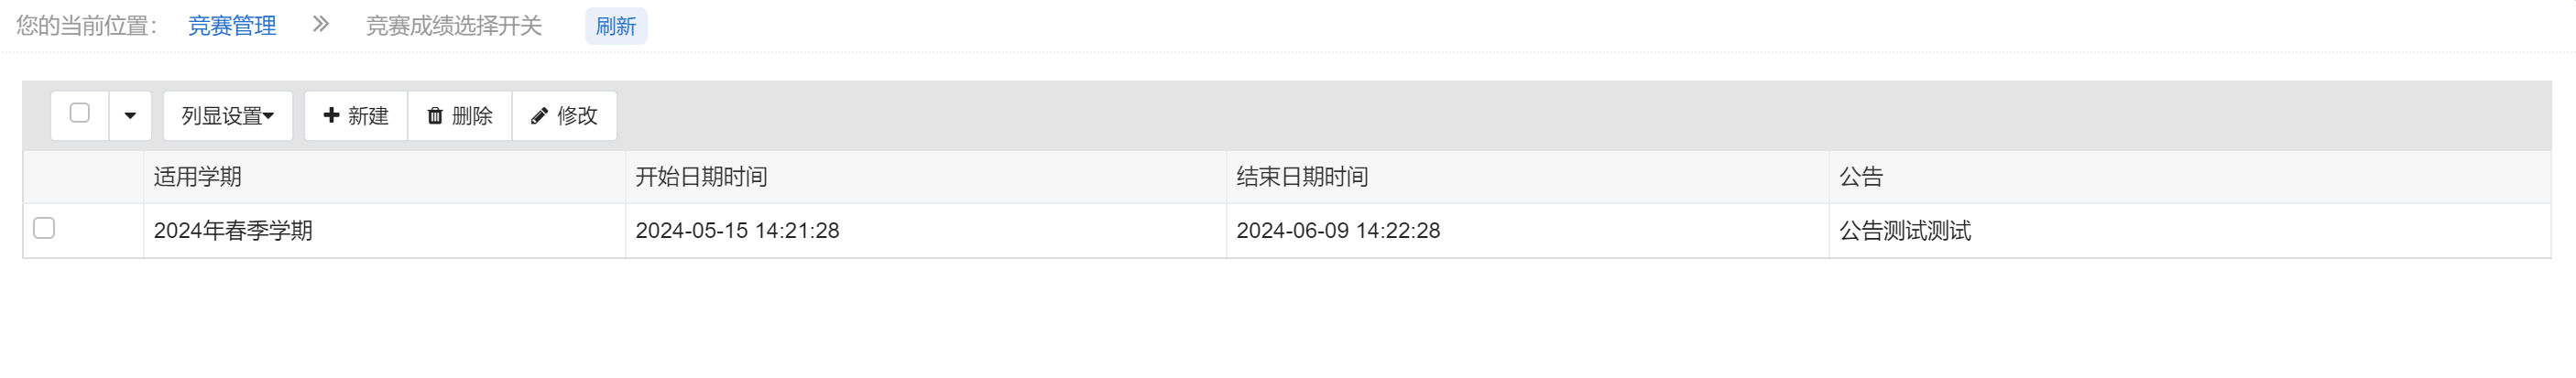 您的当前位置： 竞赛管理 » 竞赛成绩选择开关 刷新
列显设置 新建 删除 修改
适用学期 开始日期时间 结束日期时间 公告
2024年春季学期 2024-05-15 14:21:28 2024-06-09 14:22:28 公告测试测试